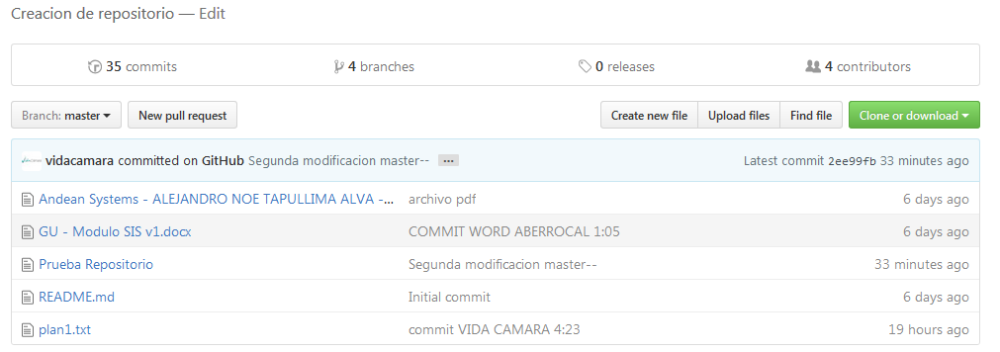 Creacion de repositorio — Edit
35 commits 4 branches 0 releases 4 contributors
Branch: master New pull request Create new file Upload files Find file Clone or download
vidacamara committed on GitHub Segunda modificacion master-- ... Latest commit 2ee99fb 33 minutes ago
Andean Systems - ALEJANDRO NOE TAPULLIMA ALVA -... archivo pdf 6 days ago
GU - Modulo SIS v1.docx COMMIT WORD ABERROCAL 1:05 6 days ago
Prueba Repositorio Segunda modificacion master-- 33 minutes ago
README.md Initial commit 6 days ago
plan1.txt commit VIDA CAMARA 4:23 19 hours ago